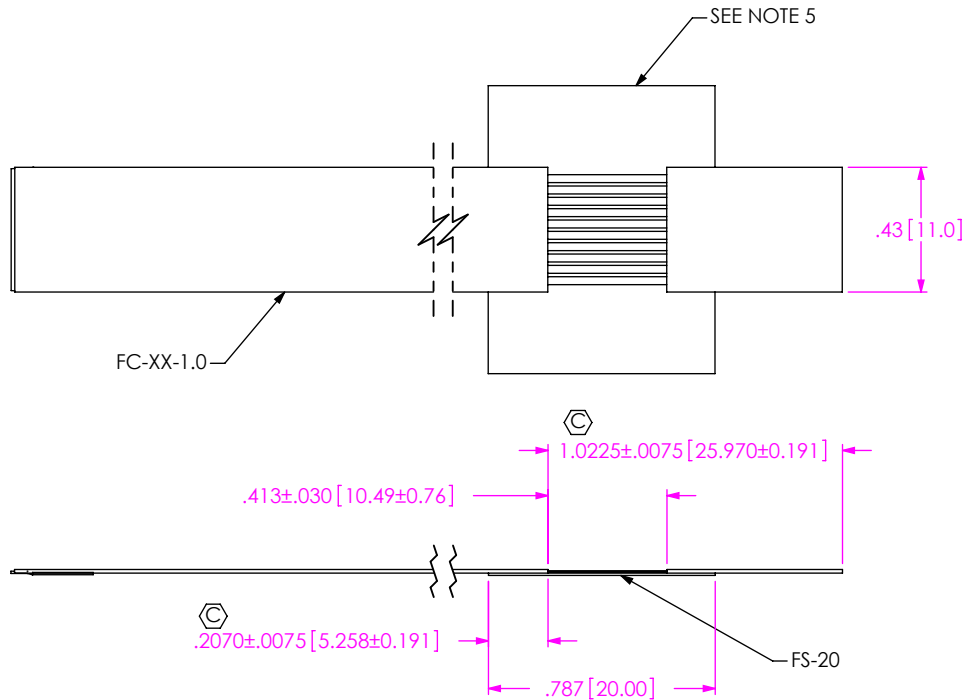 SEE NOTE 5
.43 [11.0]
FC-XX-1.0
C
1.0225±.0075 [25.970±0.191]
.413±.030 [10.49±0.76]
C
.2070±.0075 [5.258±0.191]
FS-20
.787 [20.00]